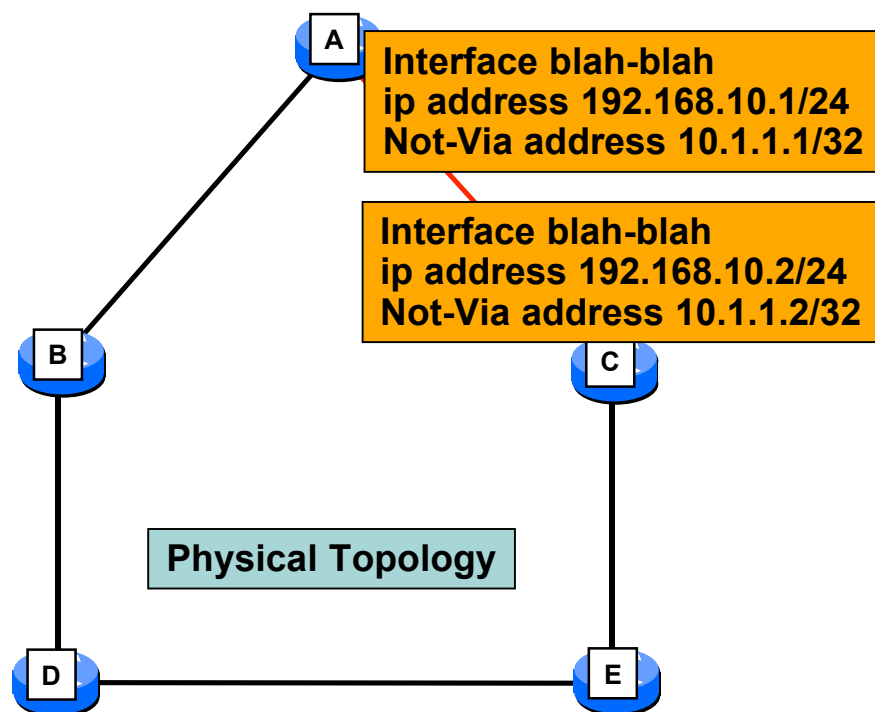 A
Interface blah-blah
ip address 192.168.10.1/24
Not-Via address 10.1.1.1/32
Interface blah-blah
ip address 192.168.10.2/24
Not-Via address 10.1.1.2/32
B
C
Physical Topology
D
E